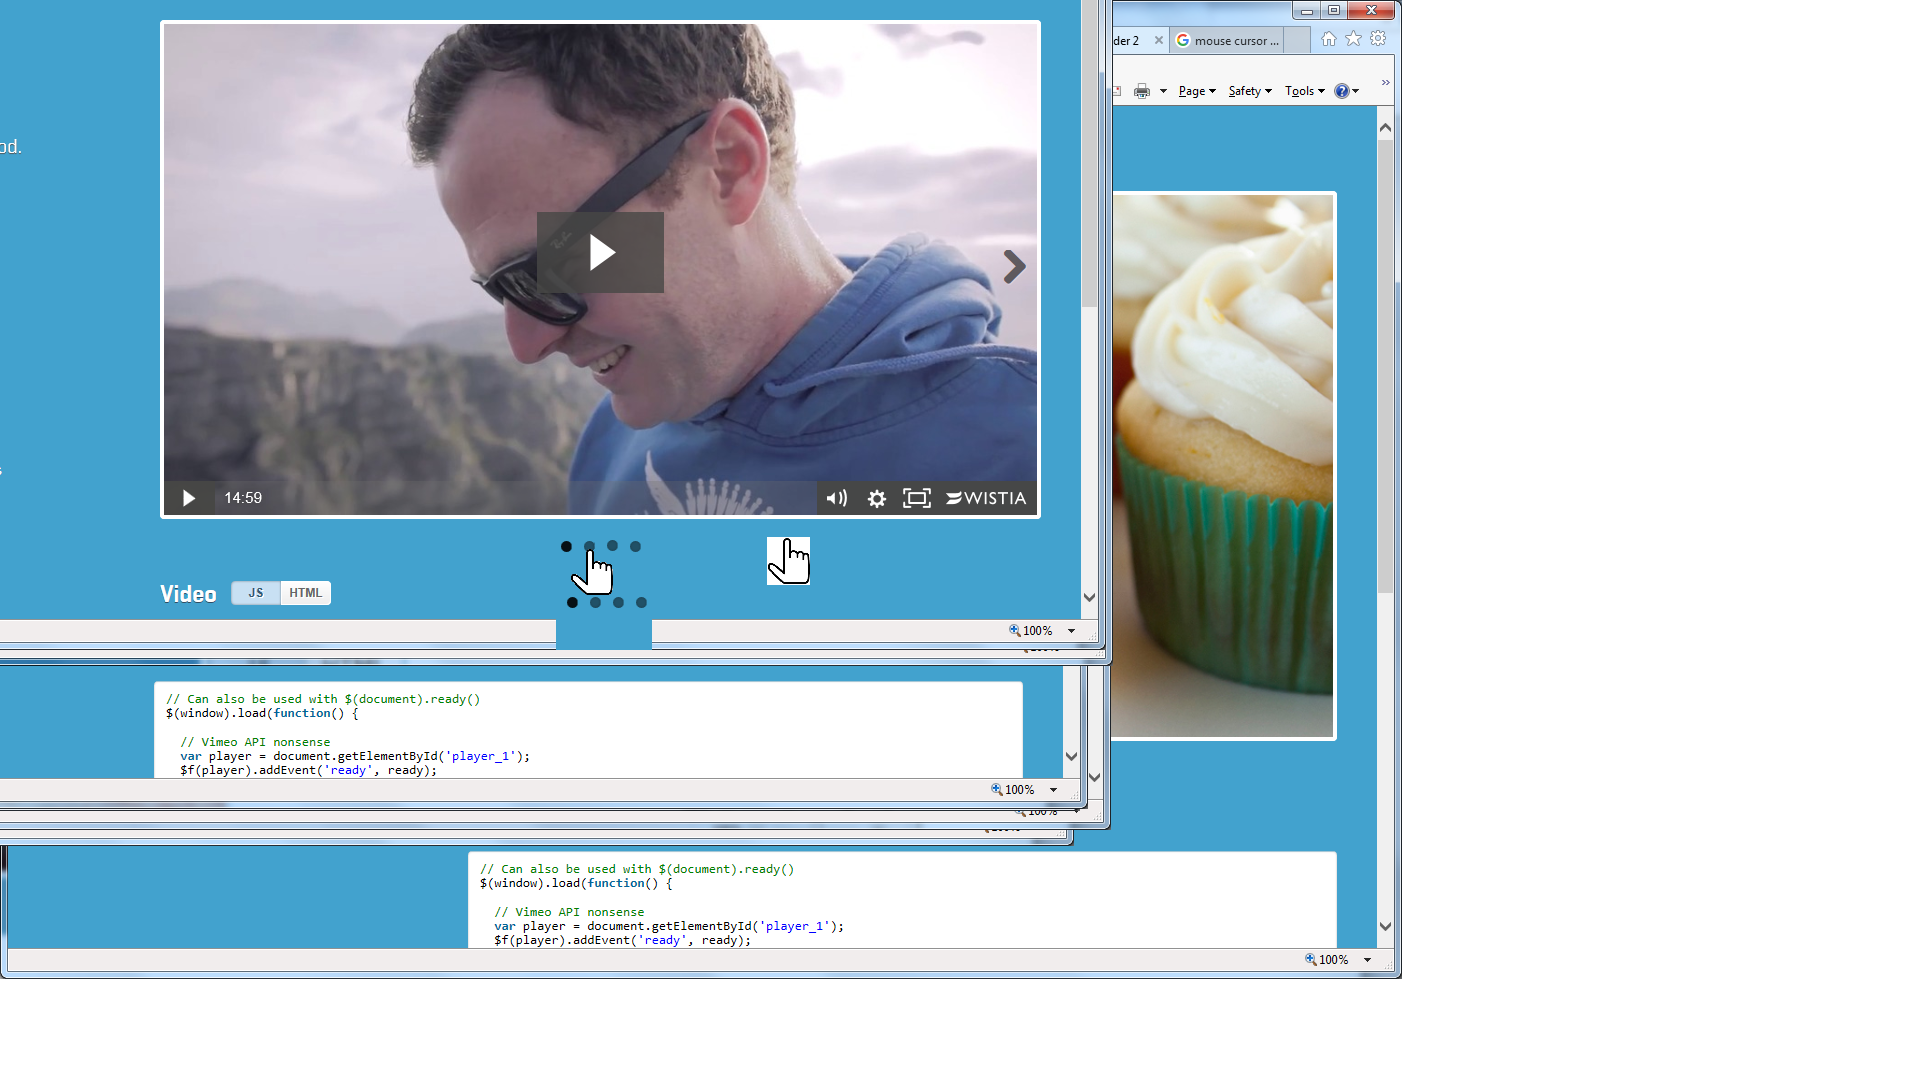 der 2
mouse cursor ...
Page
Safety
Tools
od.
14:59
WISTIA
Video
JS
HTML
100%
// Can also be used with $(document).ready()
$(window).load(function() {
// Vimeo API nonsense
var player = document.getElementById('player_1');
$f(player).addEvent('ready', ready);
100%
// Can also be used with $(document).ready()
$(window).load(function() {
// Vimeo API nonsense
var player = document.getElementById('player_1');
$f(player).addEvent('ready', ready);
100%